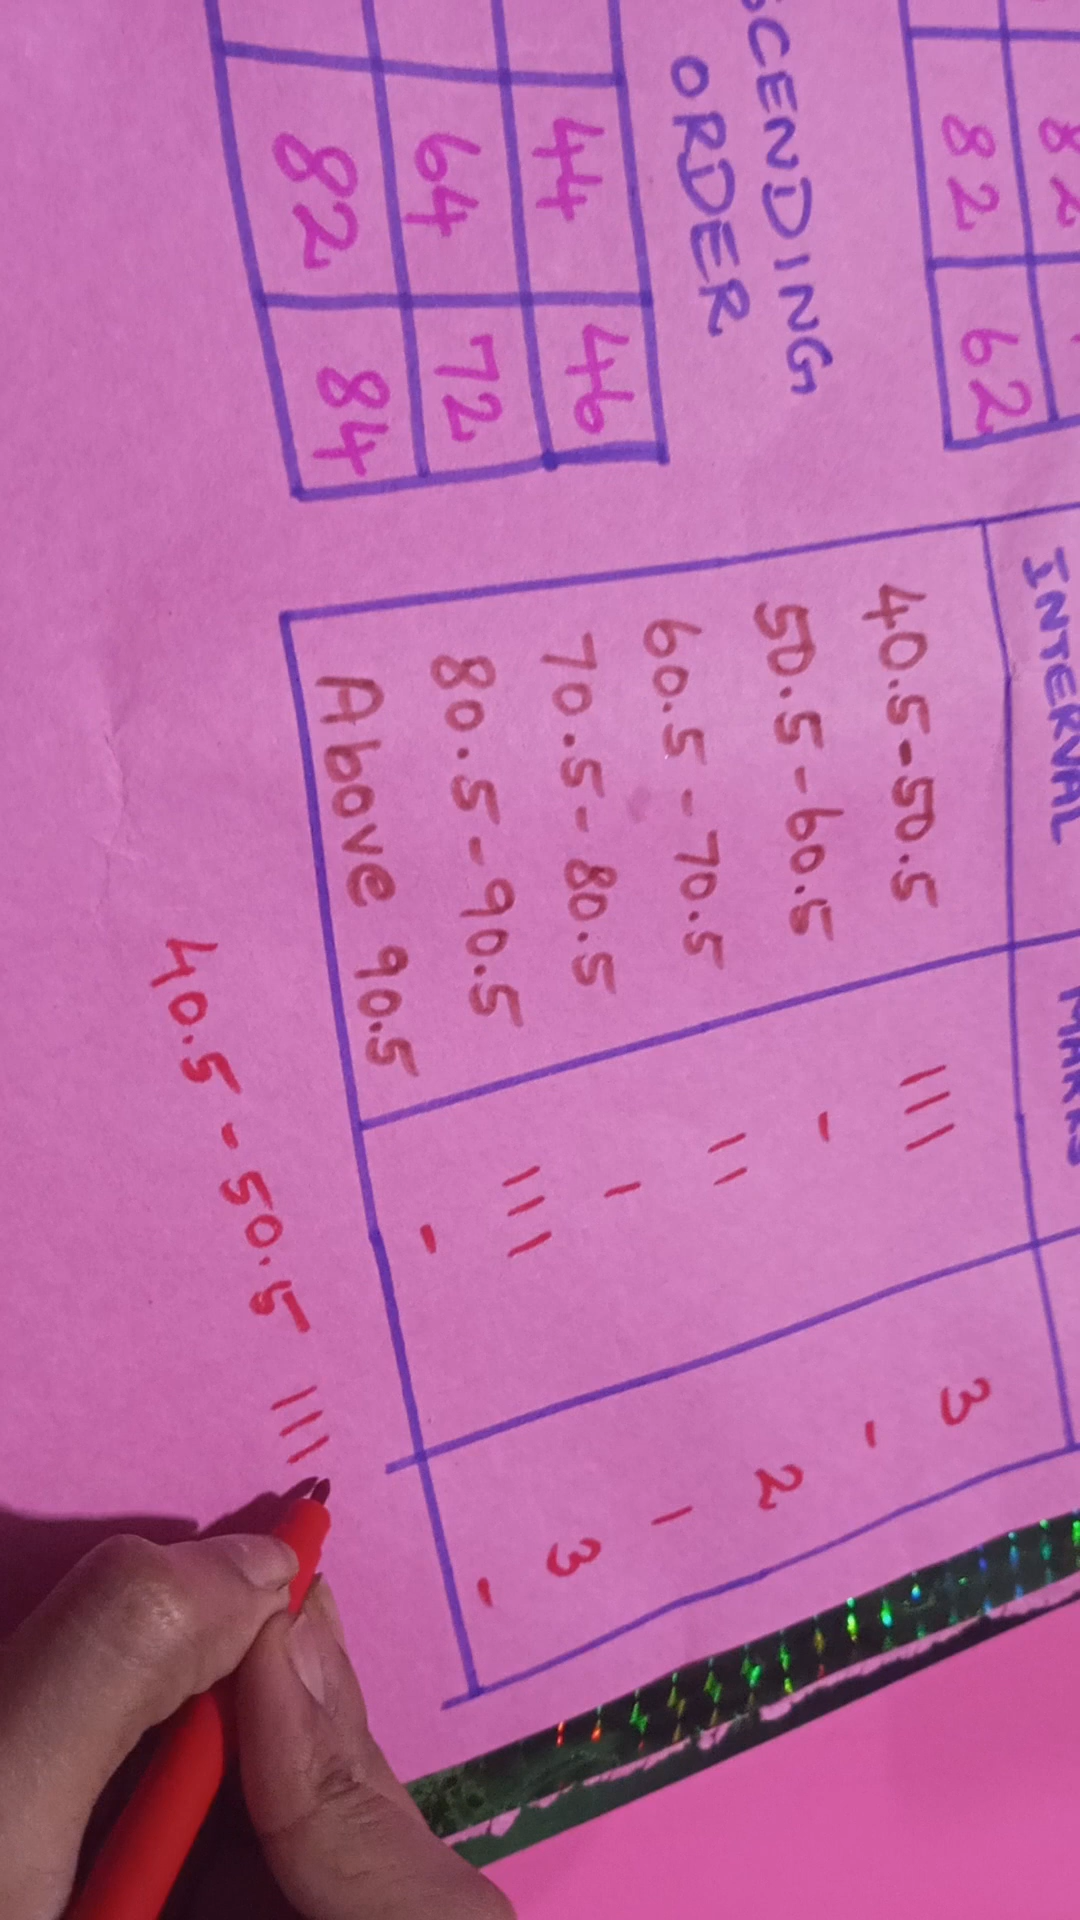 82
82 62
SCENDING
ORDER
44 46
64 72
82 84
INTERVAL MARKS
40.5-50.5 ||| 3
50.5-60.5 - -
60.5-70.5 || 2
70.5-80.5 | 1
80.5-90.5 ||| 3
Above 90.5 - -
40.5-50.5 |||